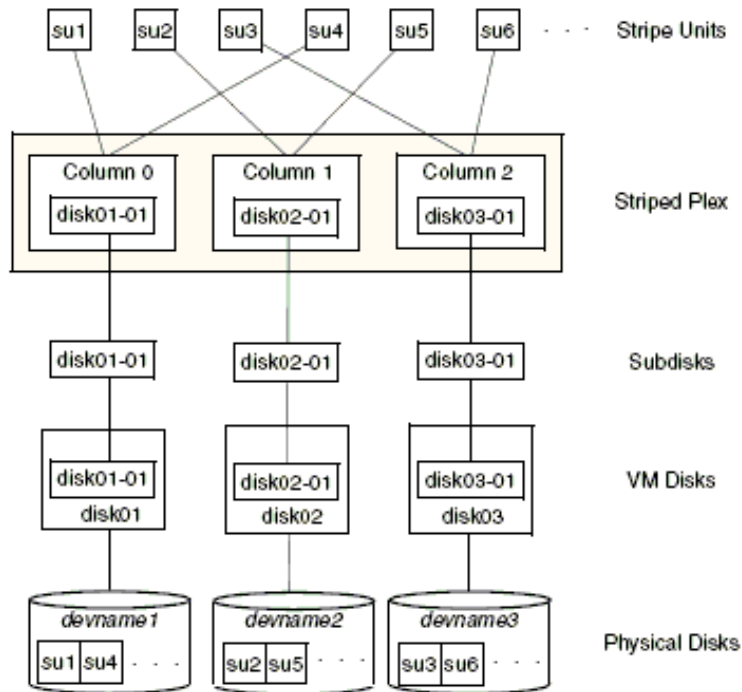 su1 su2 su3 su4 su5 su6 . . . Stripe Units
Column 0 Column 1 Column 2
disk01-01 disk02-01 disk03-01 Striped Plex
disk01-01 disk02-01 disk03-01 Subdisks
disk01-01 disk02-01 disk03-01 VM Disks
disk01 disk02 disk03
devname1 devname2 devname3
su1 su4 . . . su2 su5 . . . . su3 su6 . . . Physical Disks